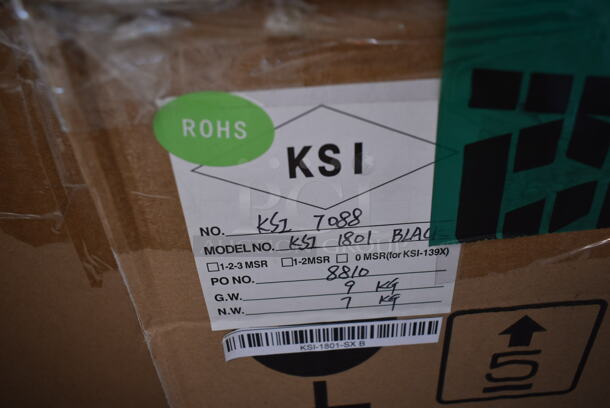 ROHS
KSI
NO. KSI 7088
MODEL NO. KSI 1801 BLAC
□1-2-3 MSR □1-2MSR □ 0 MSR(for KSI-139X)
PO NO. 8810
G.W. 9 KG
N.W. 7 KG
KSI-1801-SX B
5